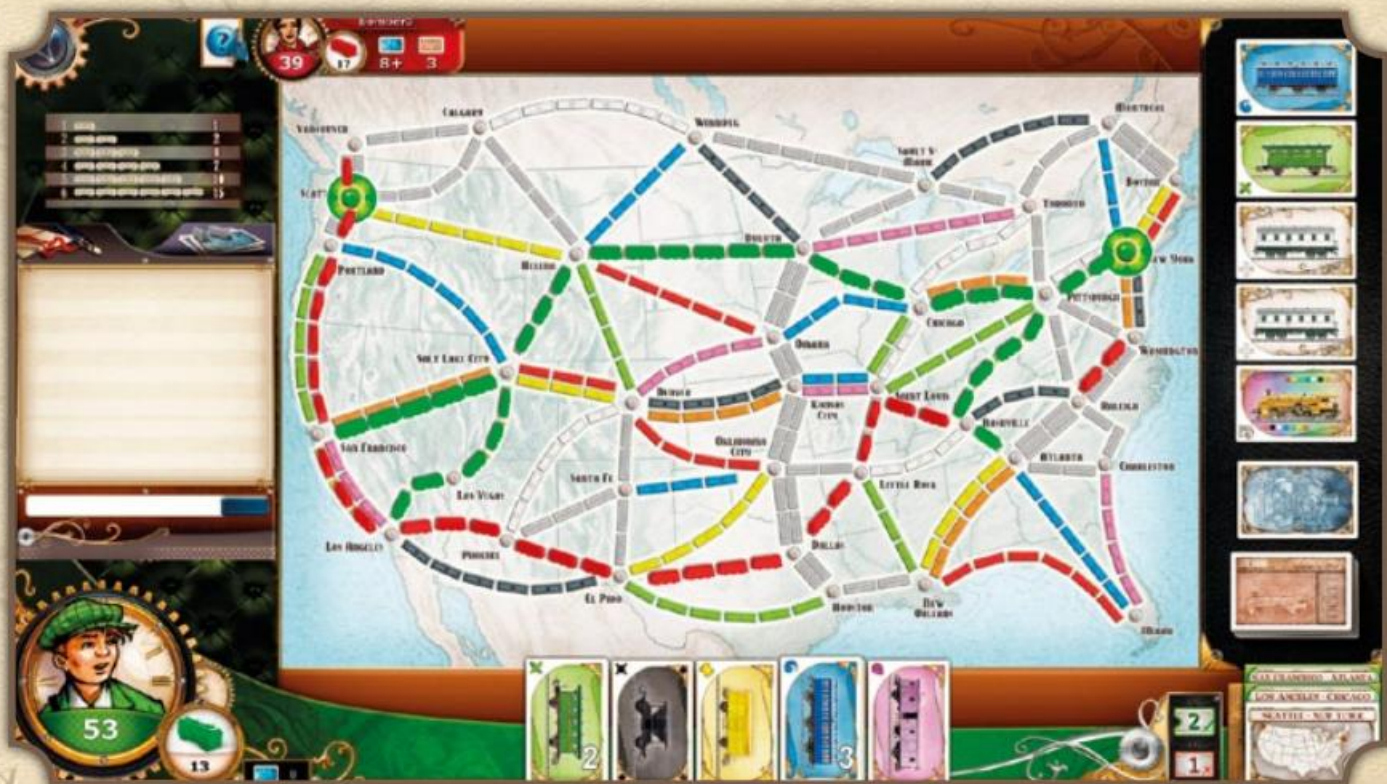 ?
39
17
8+
3
VANCOUVER
CALGARY
WINNIPEG
MONTREAL
SAULT ST
MARIE
BOSTON
TORONTO
DULUTH
PORTLAND
HELENA
NEW YORK
PITTSBURGH
CHICAGO
OMAHA
SALT LAKE CITY
WASHINGTON
DENVER
KANSAS
CITY
SAINT LOUIS
RALEIGH
NASHVILLE
SAN FRANCISCO
OKLAHOMA
CITY
ATLANTA
CHARLESTON
SANTA FE
LITTLE ROCK
LAS VEGAS
LOS ANGELES
PHOENIX
DALLAS
EL PASO
HOUSTON
NEW
ORLEANS
MIAMI
2
3
53
13
2
1
SAN FRANCISCO - ATLANTA
LOS ANGELES - CHICAGO
SEATTLE - NEW YORK